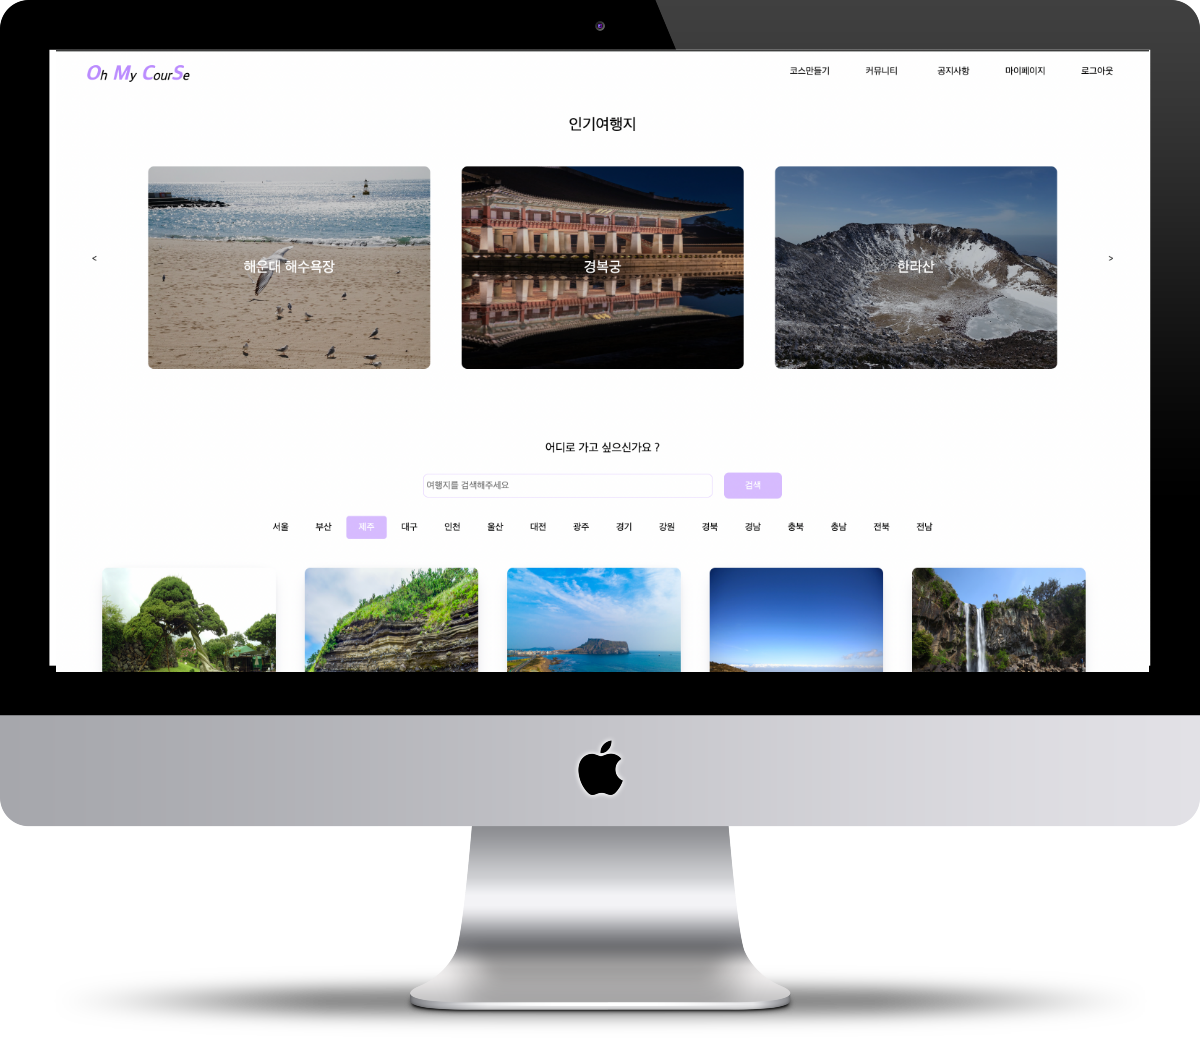 Oh My CourSe
코스만들기 커뮤니티 공지사항 마이페이지 로그아웃
인기여행지
< >
해운대 해수욕장 경복궁 한라산
어디로 가고 싶으신가요 ?
여행지를 검색해주세요 검색
서울 부산 제주 대구 인천 울산 대전 광주 경기 강원 경북 경남 충북 충남 전북 전남